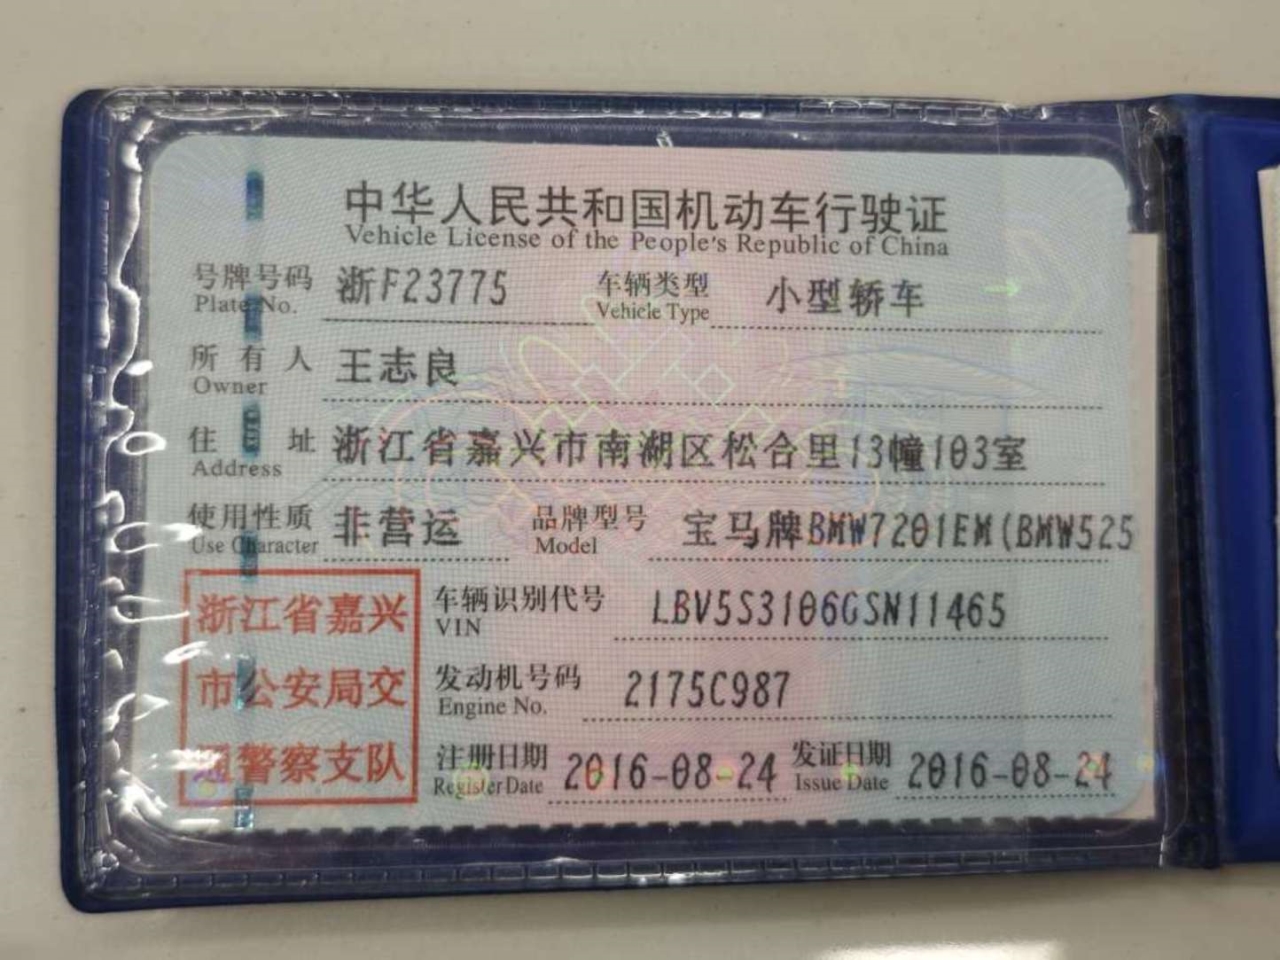 中华人民共和国机动车行驶证
Vehicle License of the People's Republic of China
号牌号码 浙F23775 车辆类型 小型轿车
Plate No. Vehicle Type
所有人 王志良
Owner
住址 浙江省嘉兴市南湖区松合里13幢103室
Address
使用性质 非营运 品牌型号 宝马牌BMW7201EM(BMW525
Use Character Model
浙江省嘉兴
市公安局交
通警察支队
车辆识别代号 LBV5S3106GSN11465
VIN
发动机号码 2175C987
Engine No.
注册日期 2016-08-24 发证日期 2016-08-24
Register Date Issue Date